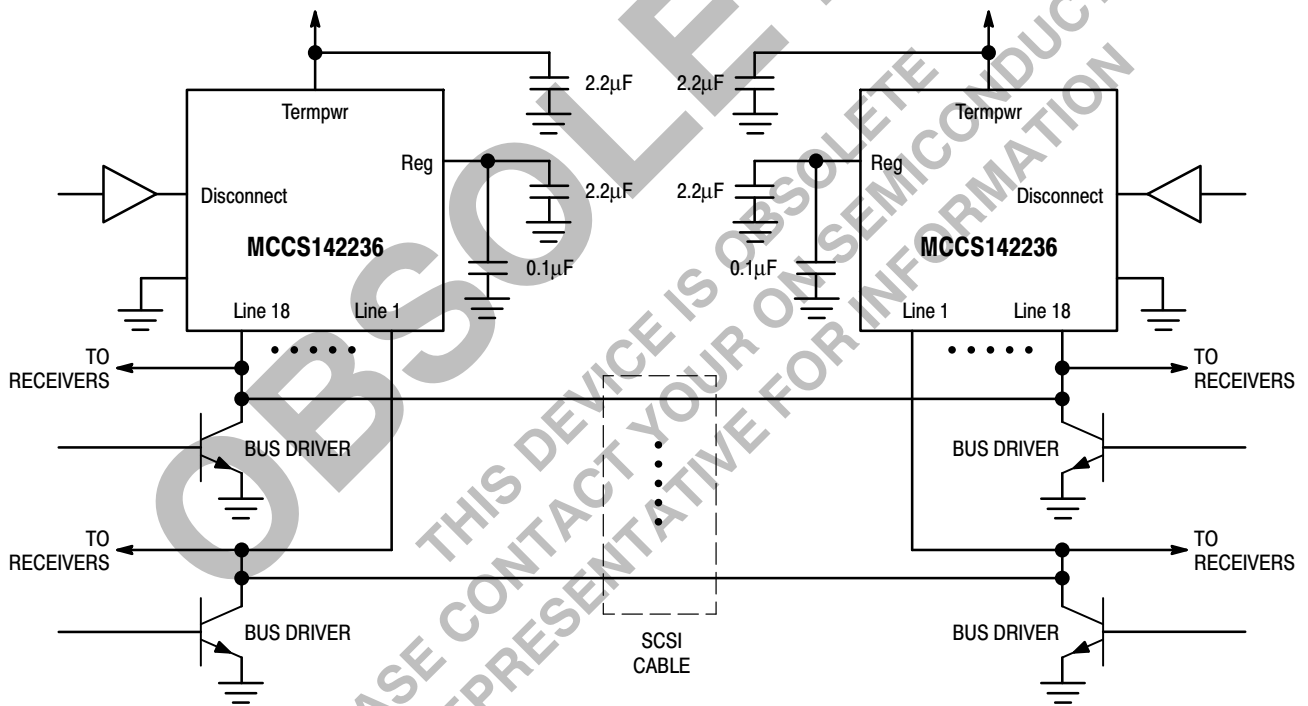 OBSOLETE
THIS DEVICE IS OBSOLETE
CONTACT YOUR ON SEMICONDUCT
REPRESENTATIVE FOR INFORMATION
2.2µF
2.2µF
Termpwr
Termpwr
Reg
Reg
2.2µF
2.2µF
Disconnect
Disconnect
MCCS142236
MCCS142236
0.1µF
0.1µF
Line 18
Line 1
Line 1
Line 18
TO
RECEIVERS
TO
RECEIVERS
BUS DRIVER
BUS DRIVER
TO
RECEIVERS
TO
RECEIVERS
BUS DRIVER
BUS DRIVER
SCSI
CABLE